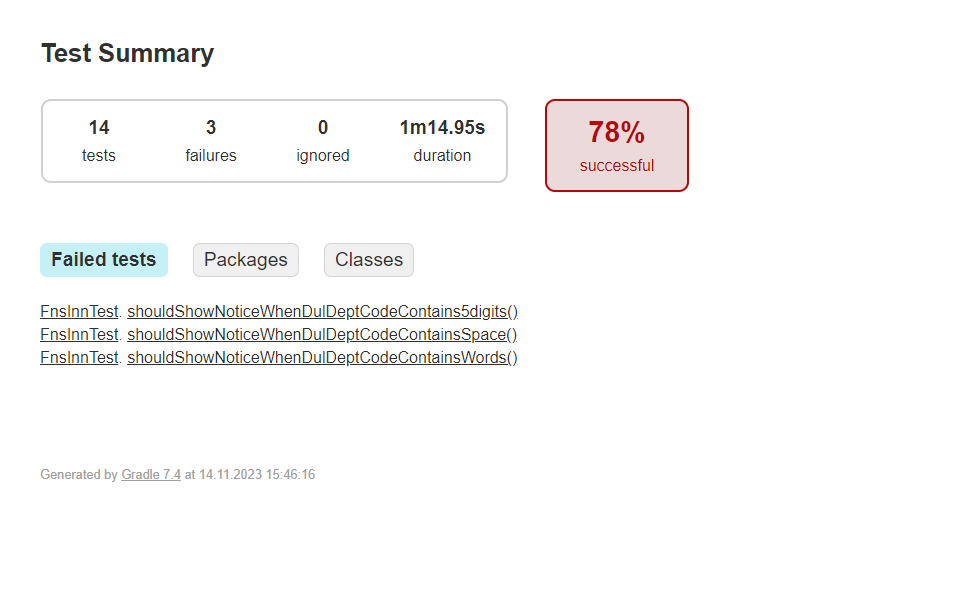 Test Summary
14 3 0 1m14.95s
tests failures ignored duration
78%
successful
Failed tests Packages Classes
FnsInnTest. shouldShowNoticeWhenDulDeptCodeContains5digits()
FnsInnTest. shouldShowNoticeWhenDulDeptCodeContainsSpace()
FnsInnTest. shouldShowNoticeWhenDulDeptCodeContainsWords()
Generated by Gradle 7.4 at 14.11.2023 15:46:16